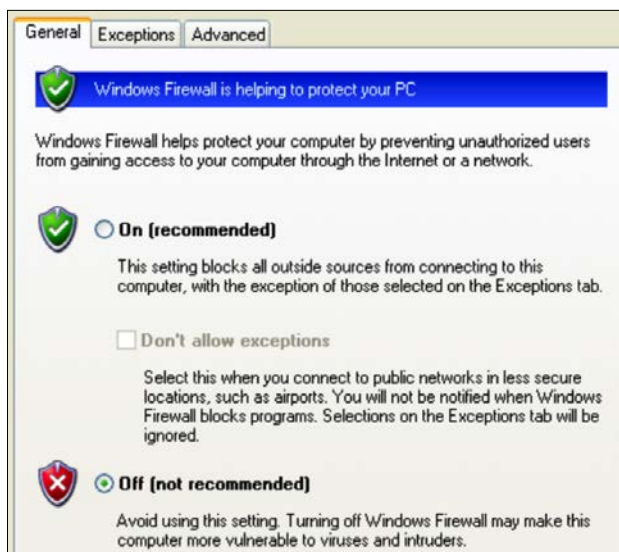 General Exceptions Advanced
Windows Firewall is helping to protect your PC
Windows Firewall helps protect your computer by preventing unauthorized users
from gaining access to your computer through the Internet or a network.
On (recommended)
This setting blocks all outside sources from connecting to this
computer, with the exception of those selected on the Exceptions tab.
Don't allow exceptions
Select this when you connect to public networks in less secure
locations, such as airports. You will not be notified when Windows
Firewall blocks programs. Selections on the Exceptions tab will be
ignored.
Off (not recommended)
Avoid using this setting. Turning off Windows Firewall may make this
computer more vulnerable to viruses and intruders.